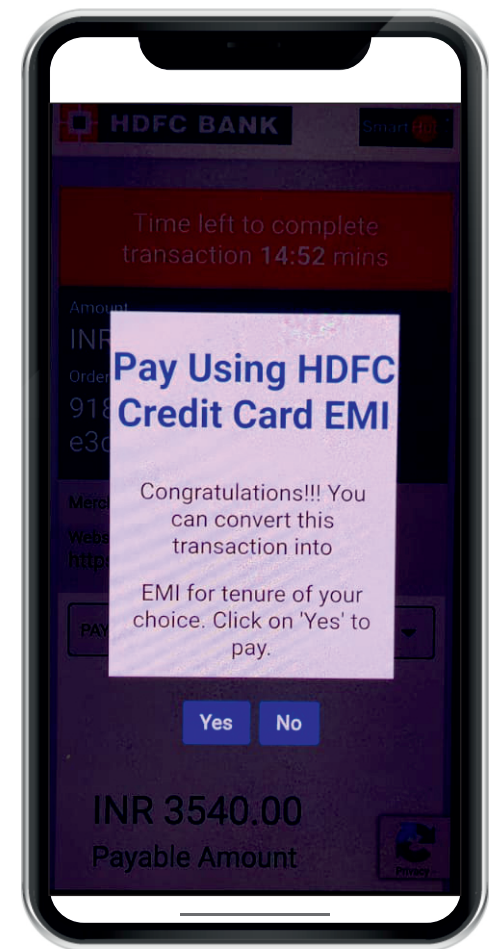 HDFC BANK
Smart
Time left to complete
transaction 14:52 mins
Amount
INR
Order
918
e3c
Pay Using HDFC
Credit Card EMI
Congratulations!!! You
can convert this
transaction into
EMI for tenure of your
choice. Click on 'Yes' to
pay.
Yes
No
INR 3540.00
Payable Amount
Privacy